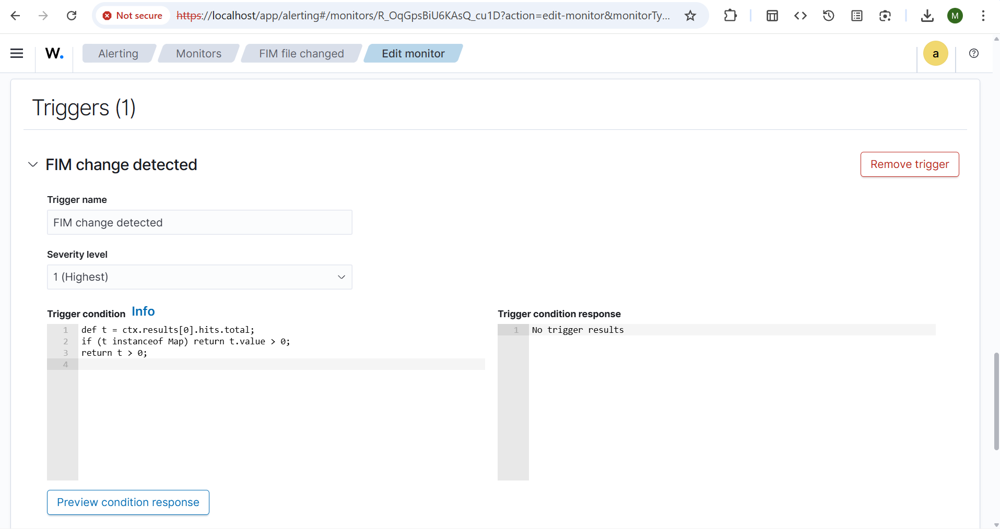 Not secure
https://localhost/app/alerting#/monitors/R_OqGpsBiU6KAsQ_cu1D?action=edit-monitor&monitorTy...
M
W.
Alerting
Monitors
FIM file changed
Edit monitor
a
Triggers (1)
FIM change detected
Remove trigger
Trigger name
FIM change detected
Severity level
1 (Highest)
Trigger condition Info
1 def t = ctx.results[0].hits.total;
2 if (t instanceof Map) return t.value > 0;
3 return t > 0;
4
Trigger condition response
1 No trigger results
Preview condition response